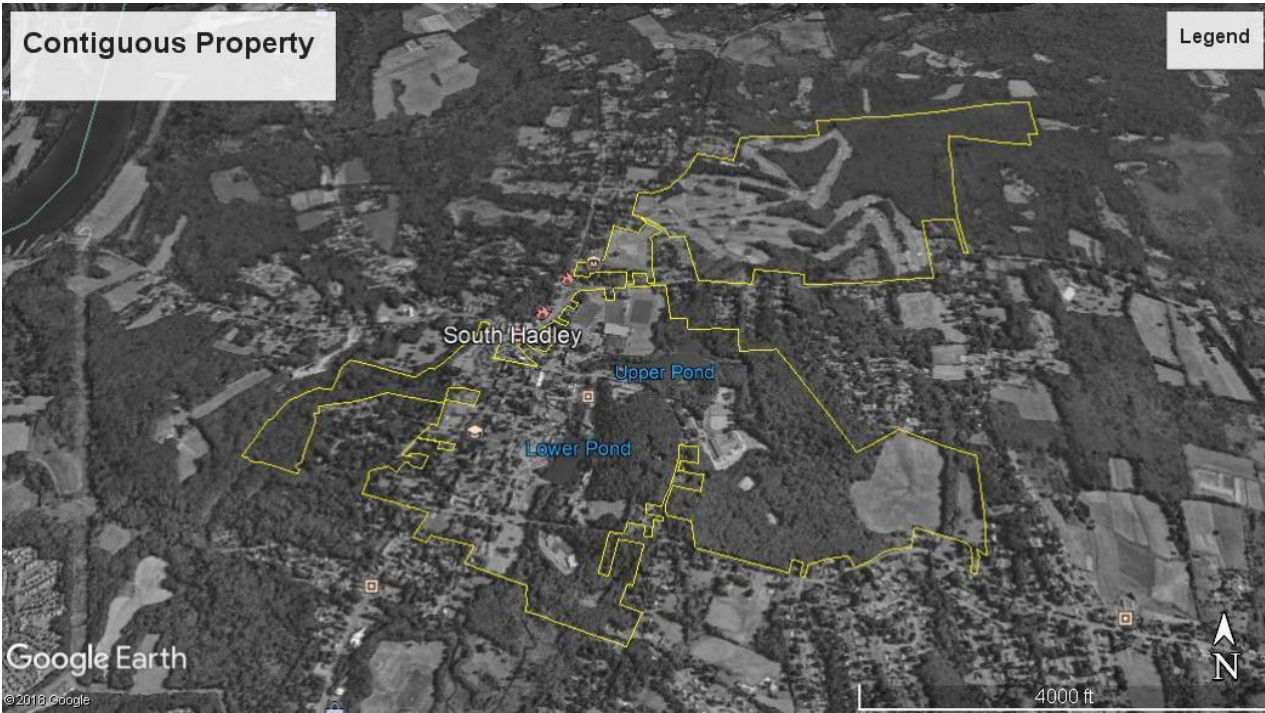 Contiguous Property
Legend
M
South Hadley
Upper Pond
Lower Pond
Google Earth
©2018 Google
4000 ft
N